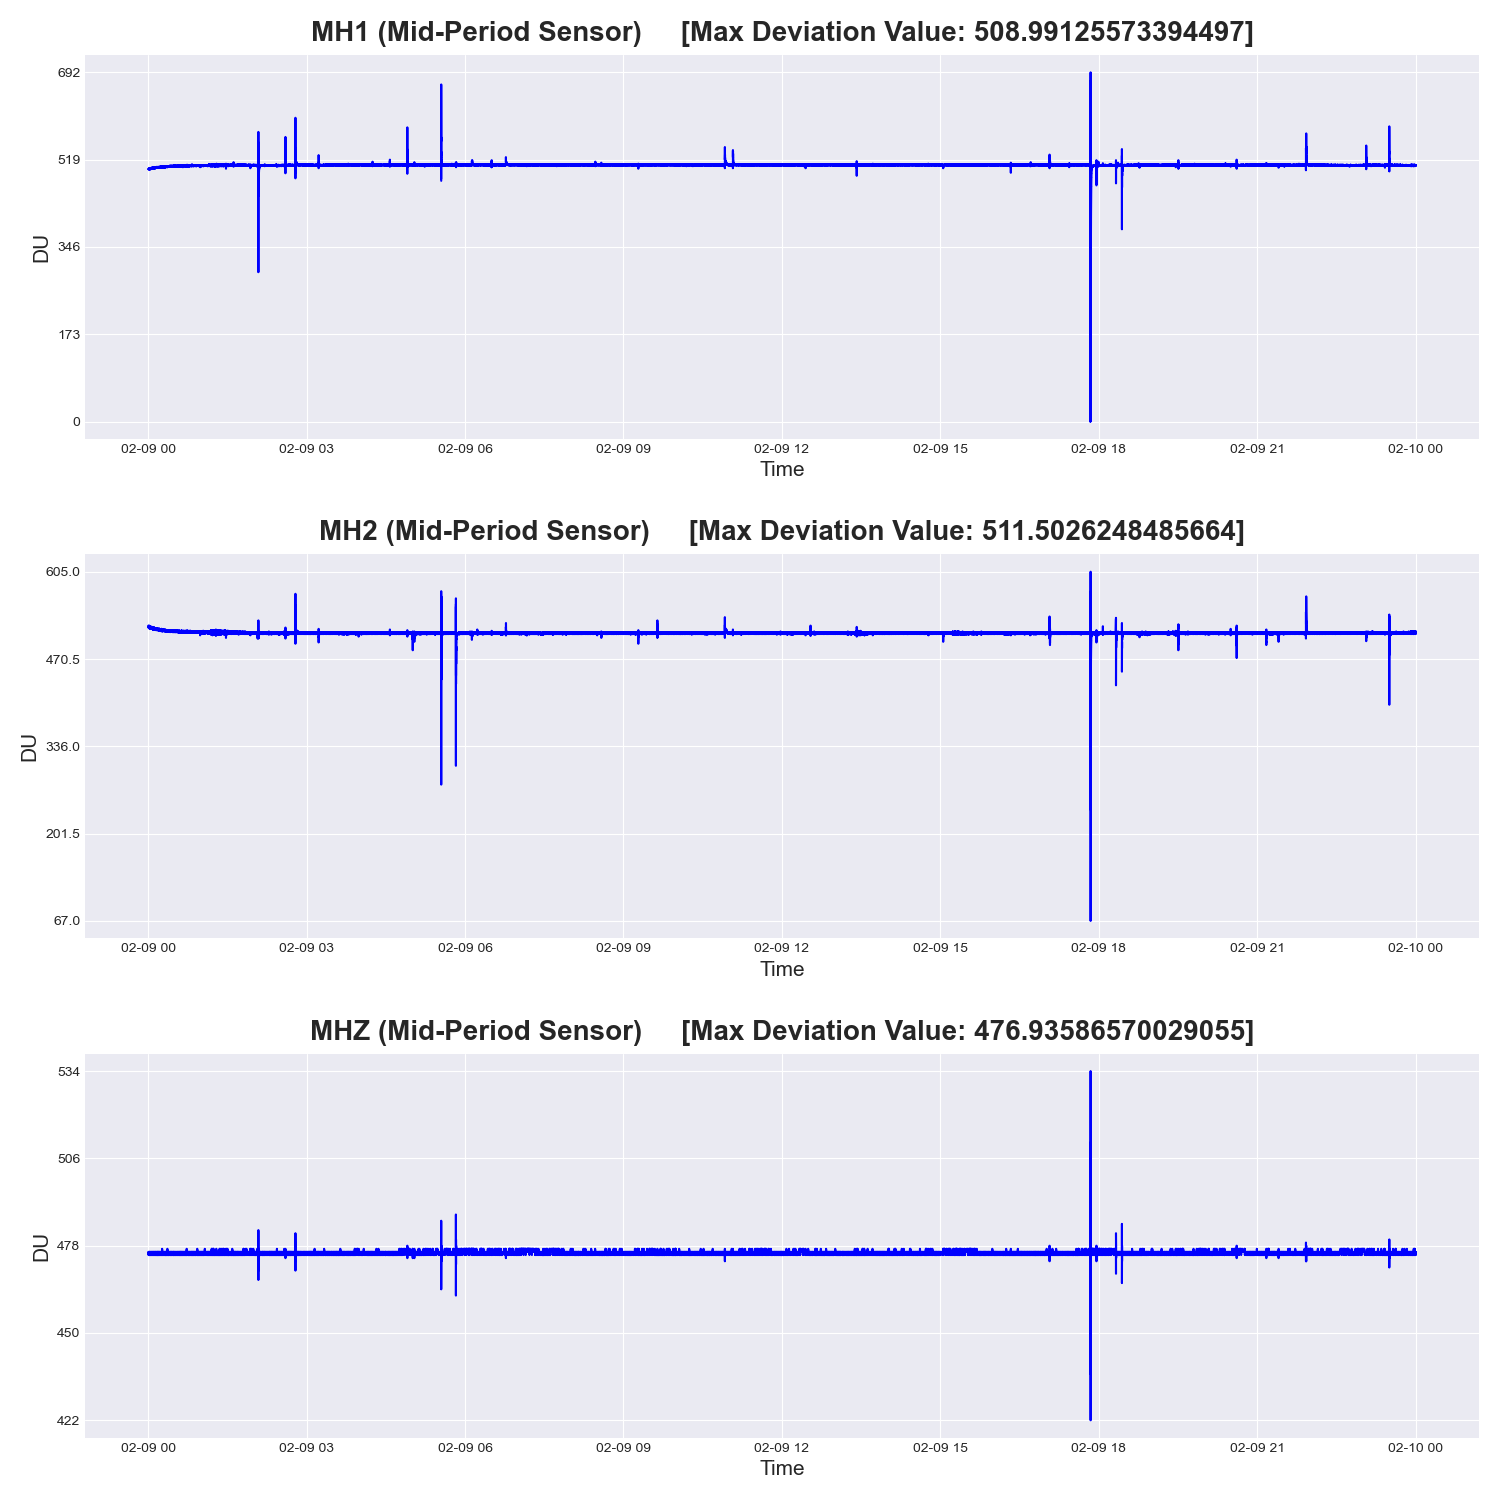 MH1 (Mid-Period Sensor) [Max Deviation Value: 508.99125573394497]
692
519
346
173
0
DU
02-09 00 02-09 03 02-09 06 02-09 09 02-09 12 02-09 15 02-09 18 02-09 21 02-10 00
Time
MH2 (Mid-Period Sensor) [Max Deviation Value: 511.5026248485664]
605.0
470.5
336.0
201.5
67.0
DU
02-09 00 02-09 03 02-09 06 02-09 09 02-09 12 02-09 15 02-09 18 02-09 21 02-10 00
Time
MHZ (Mid-Period Sensor) [Max Deviation Value: 476.93586570029055]
534
506
478
450
422
DU
02-09 00 02-09 03 02-09 06 02-09 09 02-09 12 02-09 15 02-09 18 02-09 21 02-10 00
Time